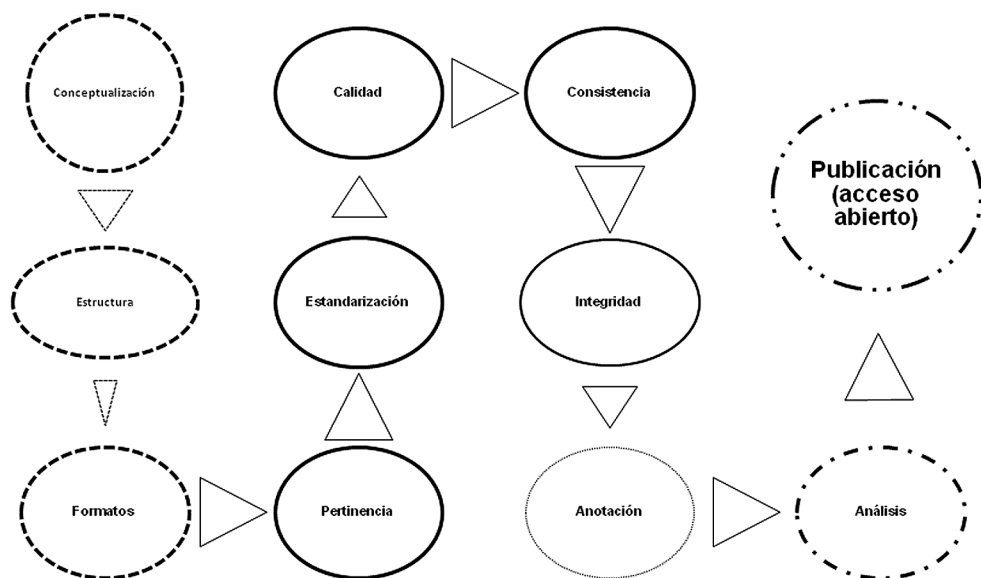 Conceptualización
Estructura
Formatos
Pertinencia
Estandarización
Calidad
Consistencia
Integridad
Anotación
Análisis
Publicación
(acceso
abierto)